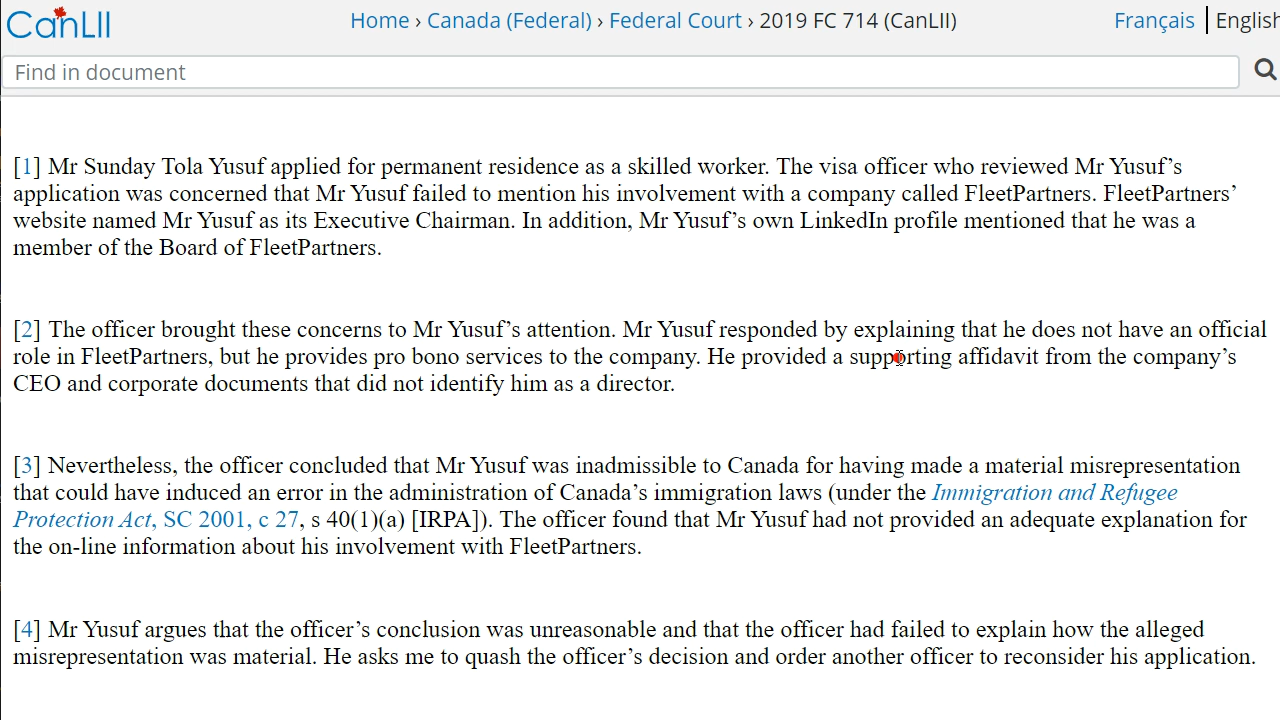 CanLII
Home › Canada (Federal) › Federal Court › 2019 FC 714 (CanLII)
Français English
Find in document
[1] Mr Sunday Tola Yusuf applied for permanent residence as a skilled worker. The visa officer who reviewed Mr Yusuf’s
application was concerned that Mr Yusuf failed to mention his involvement with a company called FleetPartners. FleetPartners’
website named Mr Yusuf as its Executive Chairman. In addition, Mr Yusuf’s own LinkedIn profile mentioned that he was a
member of the Board of FleetPartners.
[2] The officer brought these concerns to Mr Yusuf’s attention. Mr Yusuf responded by explaining that he does not have an official
role in FleetPartners, but he provides pro bono services to the company. He provided a supporting affidavit from the company’s
CEO and corporate documents that did not identify him as a director.
[3] Nevertheless, the officer concluded that Mr Yusuf was inadmissible to Canada for having made a material misrepresentation
that could have induced an error in the administration of Canada’s immigration laws (under the Immigration and Refugee
Protection Act, SC 2001, c 27, s 40(1)(a) [IRPA]). The officer found that Mr Yusuf had not provided an adequate explanation for
the on-line information about his involvement with FleetPartners.
[4] Mr Yusuf argues that the officer’s conclusion was unreasonable and that the officer had failed to explain how the alleged
misrepresentation was material. He asks me to quash the officer’s decision and order another officer to reconsider his application.